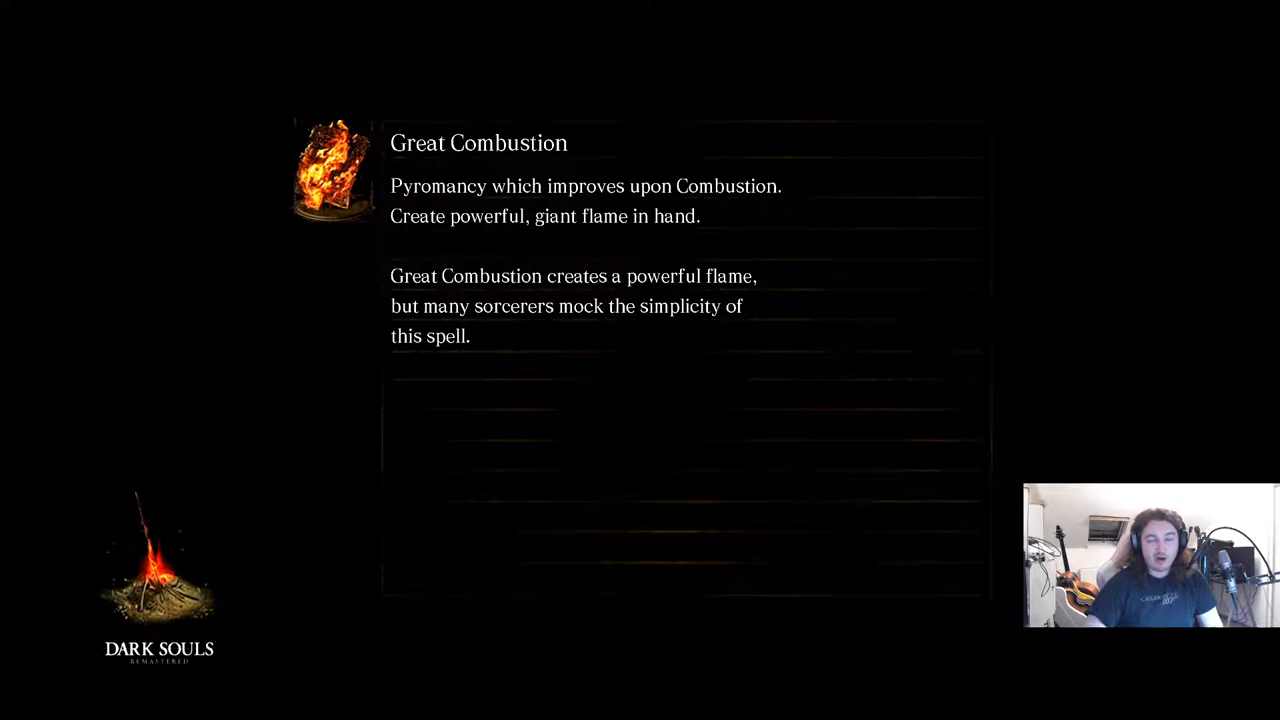 Great Combustion
Pyromancy which improves upon Combustion.
Create powerful, giant flame in hand.
Great Combustion creates a powerful flame,
but many sorcerers mock the simplicity of
this spell.
DARK SOULS
REMASTERED